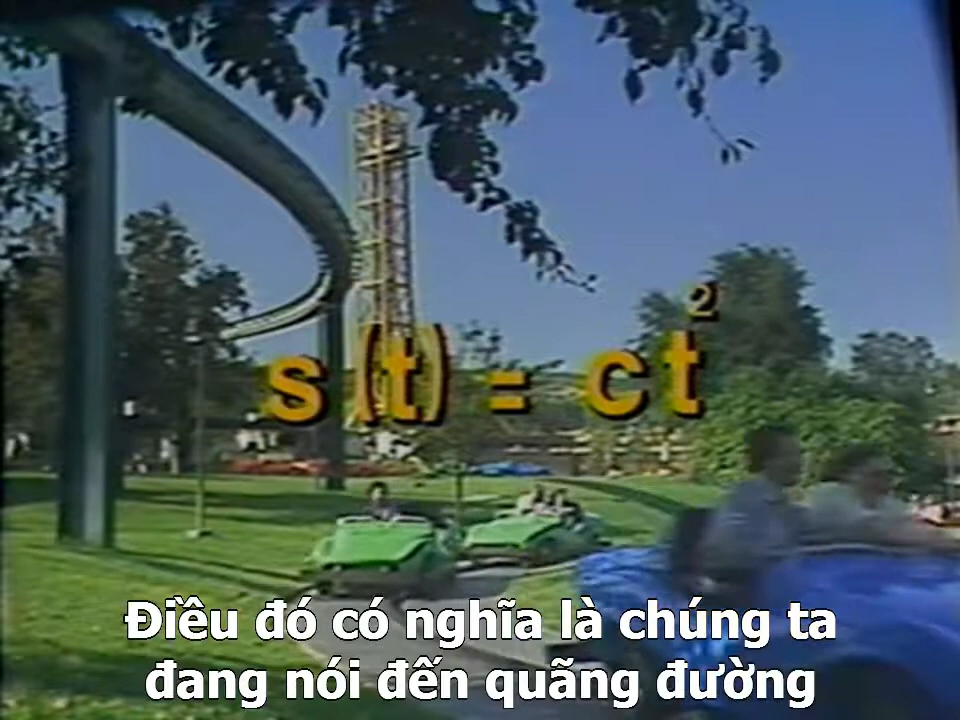 s(t) = ct²
Điều đó có nghĩa là chúng ta
đang nói đến quãng đường